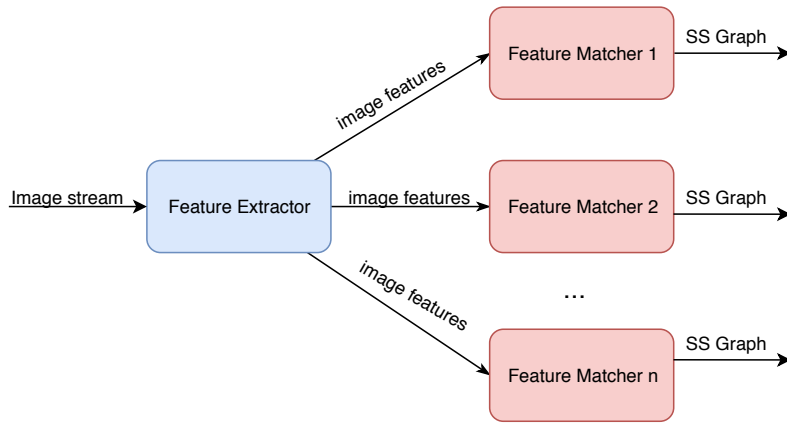 SS Graph
Feature Matcher 1
image features
Image stream
Feature Extractor
image features
Feature Matcher 2
SS Graph
image features
...
SS Graph
Feature Matcher n